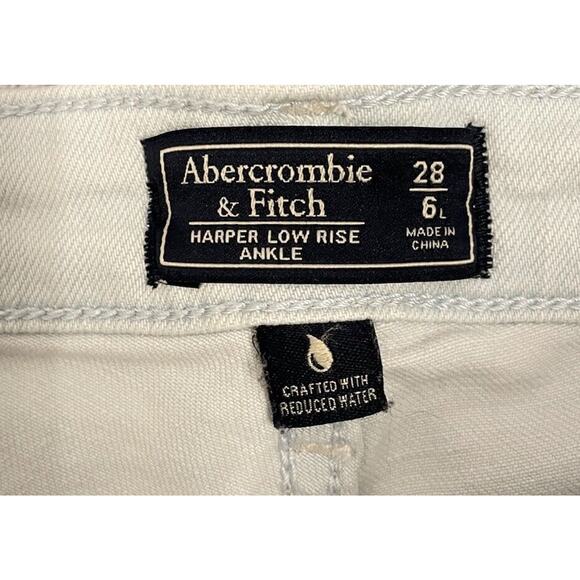 Abercrombie
& Fitch
HARPER LOW RISE
ANKLE
28
6L
MADE IN
CHINA
CRAFTED WITH
REDUCED WATER